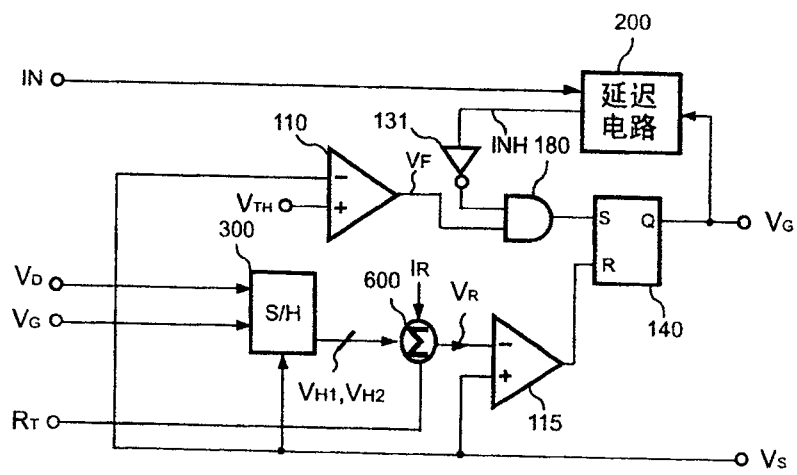 200
IN
延迟
电路
110
131
INH
180
VF
−
VTH
+
S
Q
VG
R
300
VD
VG
S/H
IR
600
Σ
VR
−
+
140
VH1,VH2
115
RT
VS